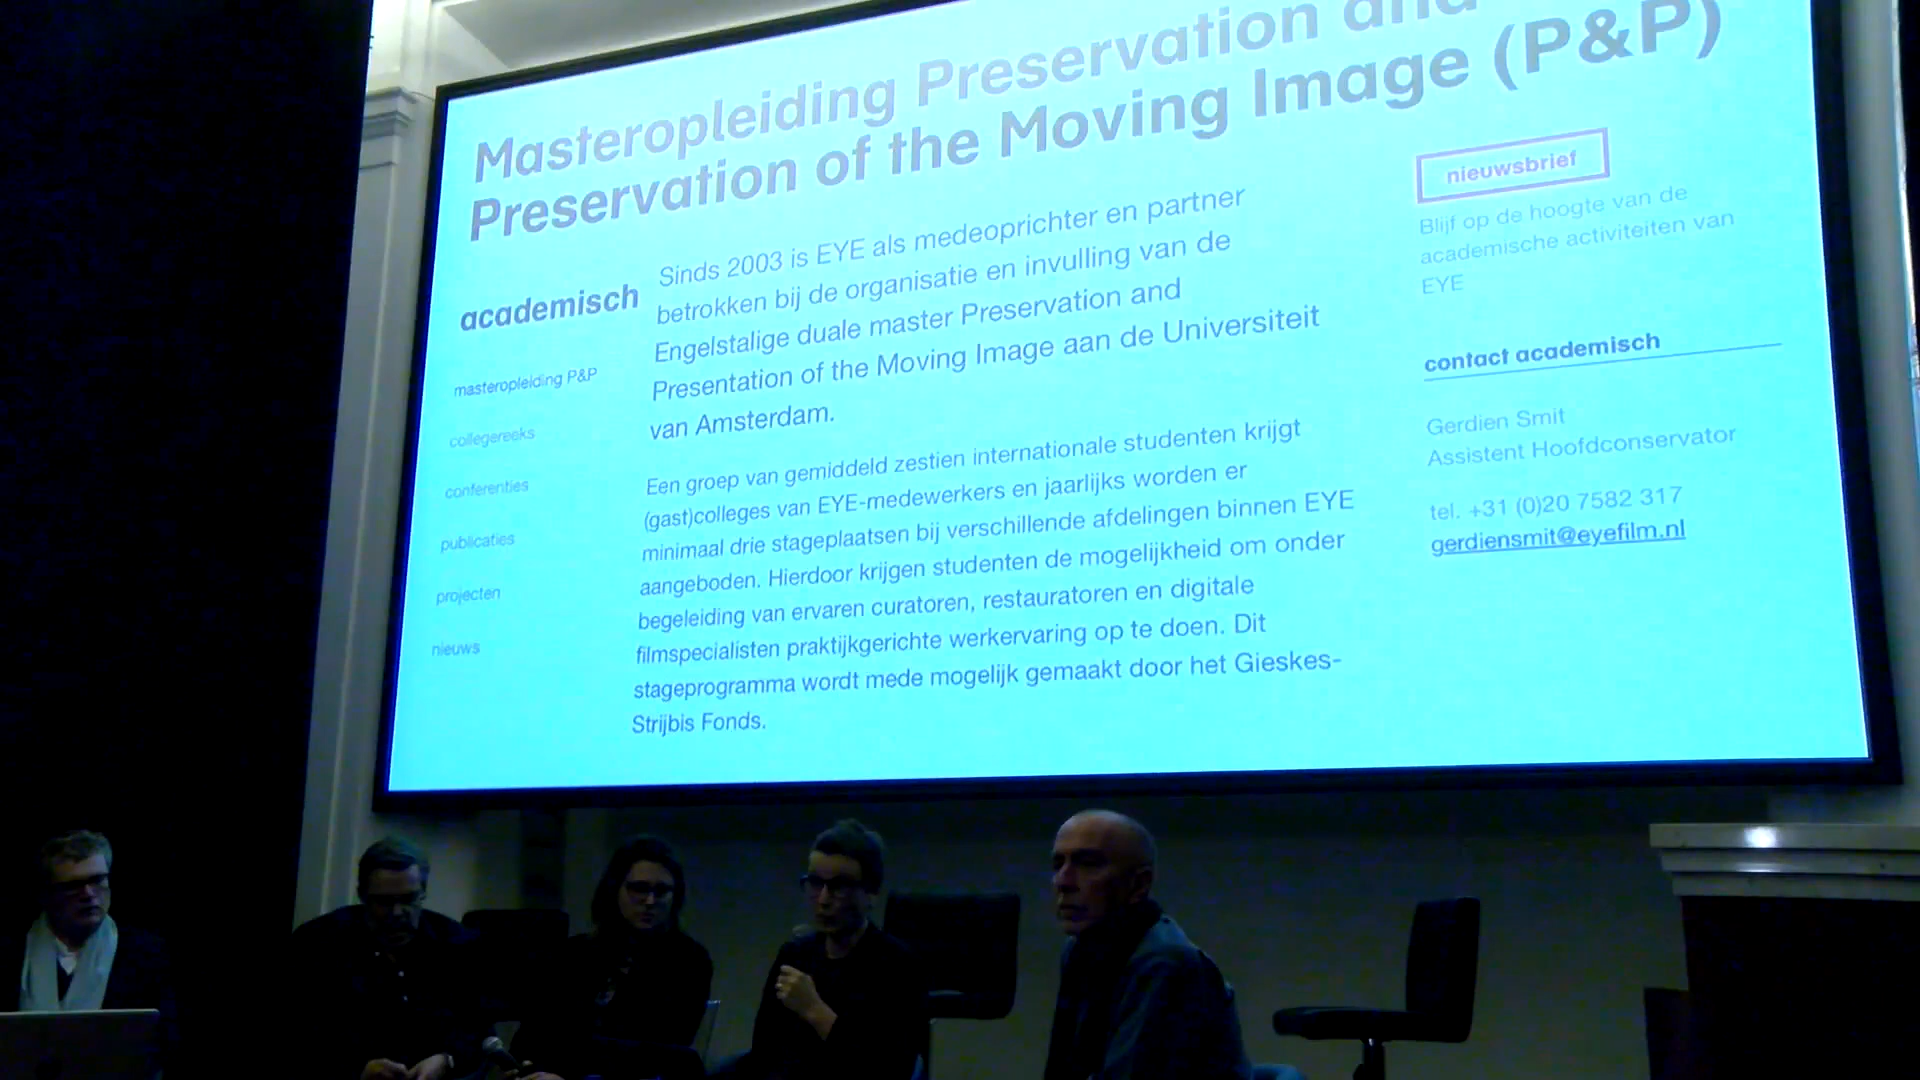 Masteropleiding Preservation and
Preservation of the Moving Image (P&P)
academisch
masteropleiding P&P
collegereeks
conferenties
publicaties
projecten
nieuws
Sinds 2003 is EYE als medeoprichter en partner
betrokken bij de organisatie en invulling van de
Engelstalige duale master Preservation and
Presentation of the Moving Image aan de Universiteit
van Amsterdam.
Een groep van gemiddeld zestien internationale studenten krijgt
(gast)colleges van EYE-medewerkers en jaarlijks worden er
minimaal drie stageplaatsen bij verschillende afdelingen binnen EYE
aangeboden. Hierdoor krijgen studenten de mogelijkheid om onder
begeleiding van ervaren curatoren, restauratoren en digitale
filmspecialisten praktijkgerichte werkervaring op te doen. Dit
stageprogramma wordt mede mogelijk gemaakt door het Gieskes-
Strijbis Fonds.
nieuwsbrief
Blijf op de hoogte van de
academische activiteiten van
EYE
contact academisch
Gerdien Smit
Assistent Hoofdconservator
tel. +31 (0)20 7582 317
gerdiensmit@eyefilm.nl